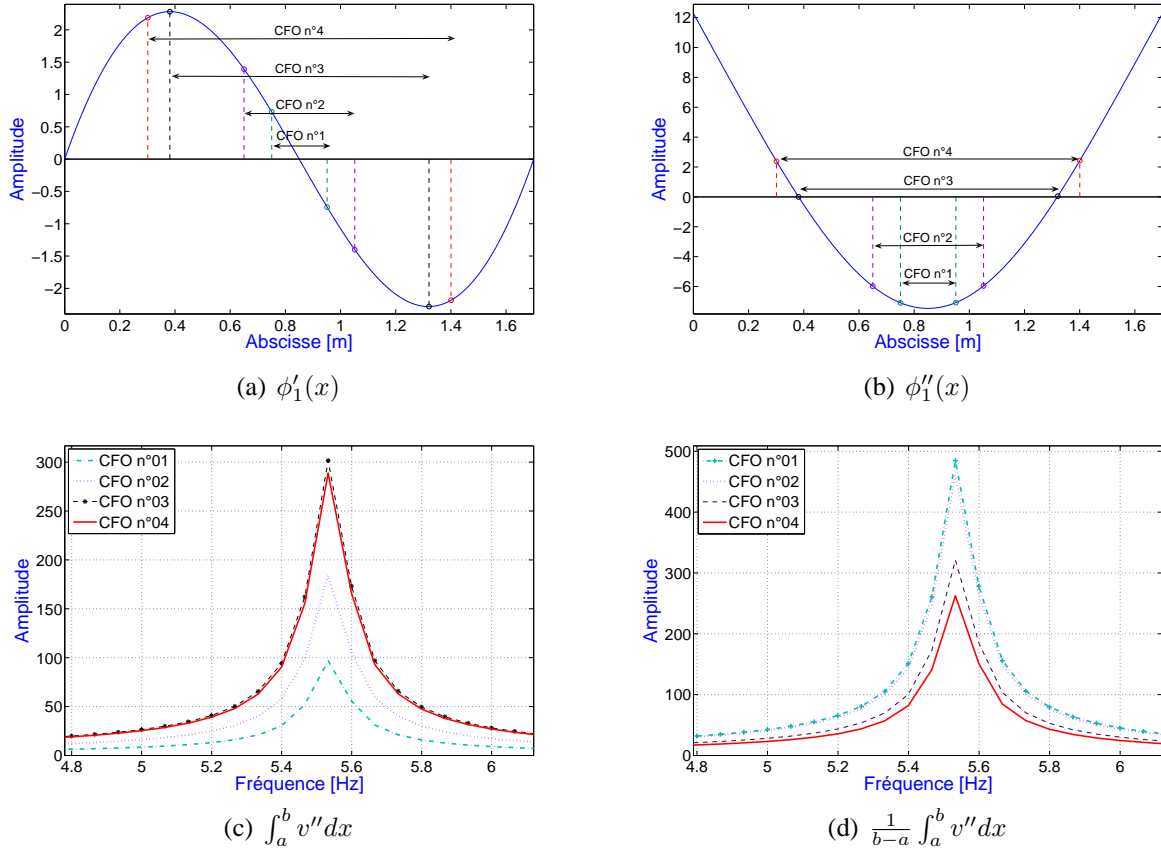 2
1.5
1
0.5
0
−0.5
−1
−1.5
−2
Amplitude
CFO n°4
CFO n°3
CFO n°2
CFO n°1
0 0.2 0.4 0.6 0.8 1 1.2 1.4 1.6
Abscisse [m]
(a) ϕ′₁(x)
12
10
8
6
4
2
0
−2
−4
−6
Amplitude
CFO n°4
CFO n°3
CFO n°2
CFO n°1
0 0.2 0.4 0.6 0.8 1 1.2 1.4 1.6
Abscisse [m]
(b) ϕ″₁(x)
300
250
200
150
100
50
0
Amplitude
CFO n°01
CFO n°02
CFO n°03
CFO n°04
4.8 5 5.2 5.4 5.6 5.8 6
Fréquence [Hz]
(c) ∫ₐᵇ v″dx
500
400
300
200
100
0
Amplitude
CFO n°01
CFO n°02
CFO n°03
CFO n°04
4.8 5 5.2 5.4 5.6 5.8 6
Fréquence [Hz]
(d) 1/(b−a) ∫ₐᵇ v″dx